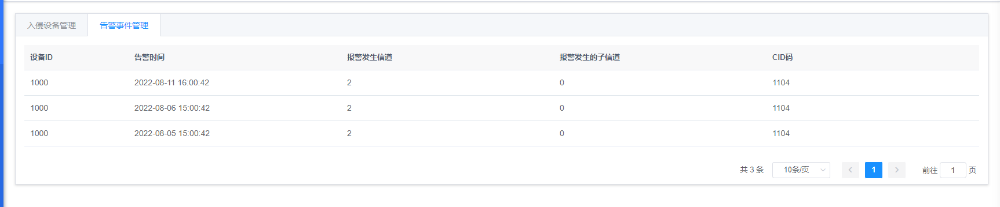 入侵设备管理 告警事件管理
设备ID 告警时间 报警发生信道 报警发生的子信道 CID码
1000 2022-08-11 16:00:42 2 0 1104
1000 2022-08-06 15:00:42 2 0 1104
1000 2022-08-05 15:00:42 2 0 1104
共 3 条 10条/页 1 前往 1 页